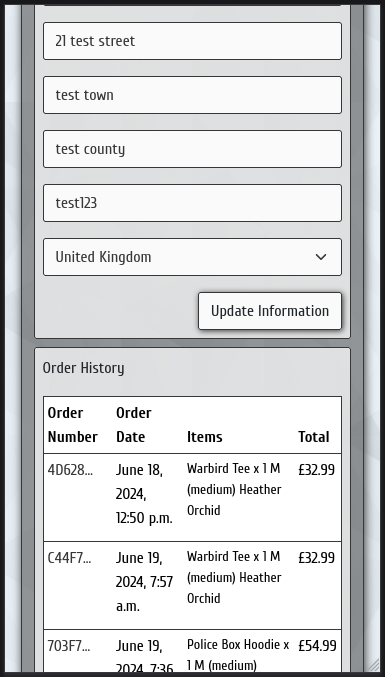 21 test street
test town
test county
test123
United Kingdom
Update Information
Order History
Order Number Order Date Items Total
4D628... June 18, 2024, 12:50 p.m. Warbird Tee x 1 M (medium) Heather Orchid £32.99
C44F7... June 19, 2024, 7:57 a.m. Warbird Tee x 1 M (medium) Heather Orchid £32.99
703F7... June 19, 2024, 7:36 Police Box Hoodie x 1 M (medium) £54.99